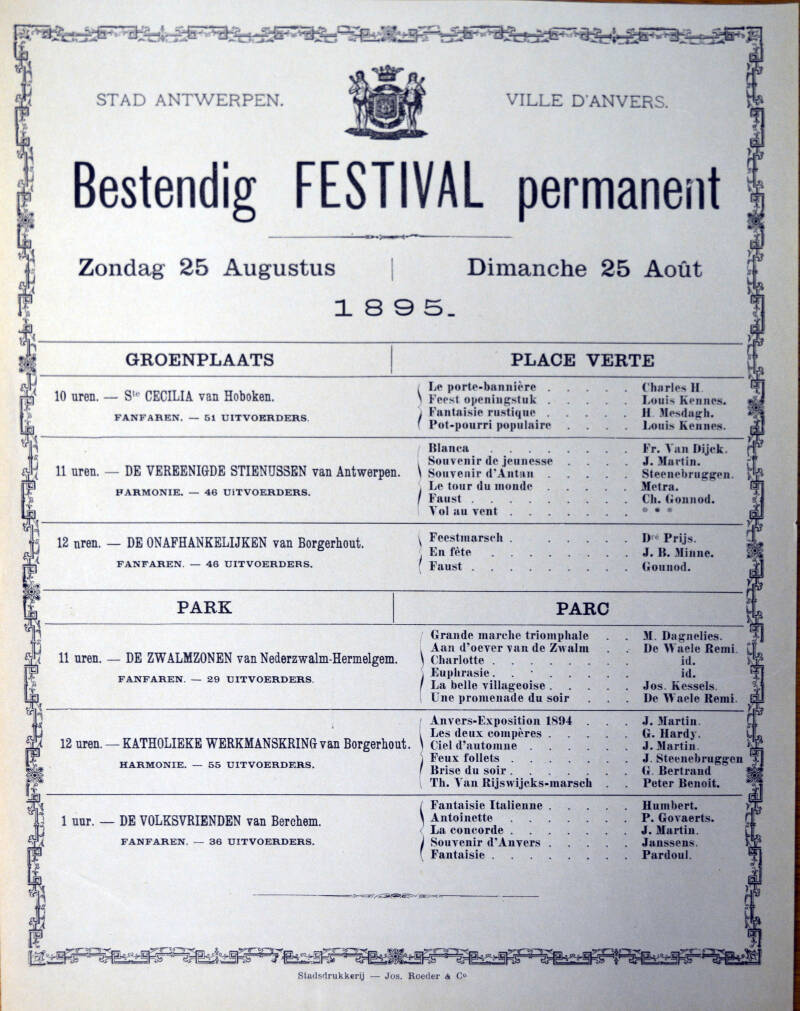 STAD ANTWERPEN. VILLE D'ANVERS.
Bestendig FESTIVAL permanent
Zondag 25 Augustus | Dimanche 25 Août
1895.
GROENPLAATS | PLACE VERTE
10 uren. — Ste CECILIA van Hoboken.
FANFAREN. — 51 UITVOERDERS.
Le porte-bannière . . . . . Charles H.
Feest openingstuk . . . . . Louis Kennes.
Fantaisie rustique . . . . . H. Mesdagh.
Pot-pourri populaire . . . . Louis Kennes.
11 uren. — DE VEREENIGDE STIENUSSEN van Antwerpen.
HARMONIE. — 46 UITVOERDERS.
Blanca . . . . . . . Fr. Van Dijck.
Souvenir de jeunesse . . . . J. Martin.
Souvenir d'Antan . . . . . Steenebruggen.
Le tour du monde . . . . . Metra.
Faust . . . . . . . . Ch. Gonnod.
Vol au vent . . . . . . . * * *
12 uren. — DE ONAFHANKELIJKEN van Borgerhout.
FANFAREN. — 46 UITVOERDERS.
Feestmarsch . . . . . . . Dré Prijs.
En fête . . . . . . . J. B. Minne.
Faust . . . . . . . . Gounod.
PARK | PARC
11 uren. — DE ZWALMZONEN van Nederzwalm-Hermelgem.
FANFAREN. — 29 UITVOERDERS.
Grande marche triomphale . . M. Dagnelies.
Aan d'oever van de Zwalm . . De Waele Remi.
Charlotte . . . . . . . id.
Euphrasie . . . . . . . id.
La belle villageoise . . . . . Jos. Kessels.
Une promenade du soir . . . De Waele Remi.
12 uren. — KATHOLIEKE WERKMANSKRING van Borgerhout.
HARMONIE. — 55 UITVOERDERS.
Anvers-Exposition 1894 . . . J. Martin.
Les deux compères . . . . . G. Hardy.
Ciel d'automne . . . . . . J. Martin.
Feux follets . . . . . . . J. Steenebruggen
Brise du soir . . . . . . . G. Bertrand
Th. Van Rijswijcks-marsch . . Peter Benoit.
1 uur. — DE VOLKSVRIENDEN van Berchem.
FANFAREN. — 36 UITVOERDERS.
Fantaisie Italienne . . . . . Humbert.
Antoinette . . . . . . . P. Govaerts.
La concorde . . . . . . . J. Martin.
Souvenir d'Anvers . . . . . Janssens.
Fantaisie . . . . . . . . Pardoul.
Stadsdrukkerij — Jos. Roeder & Co